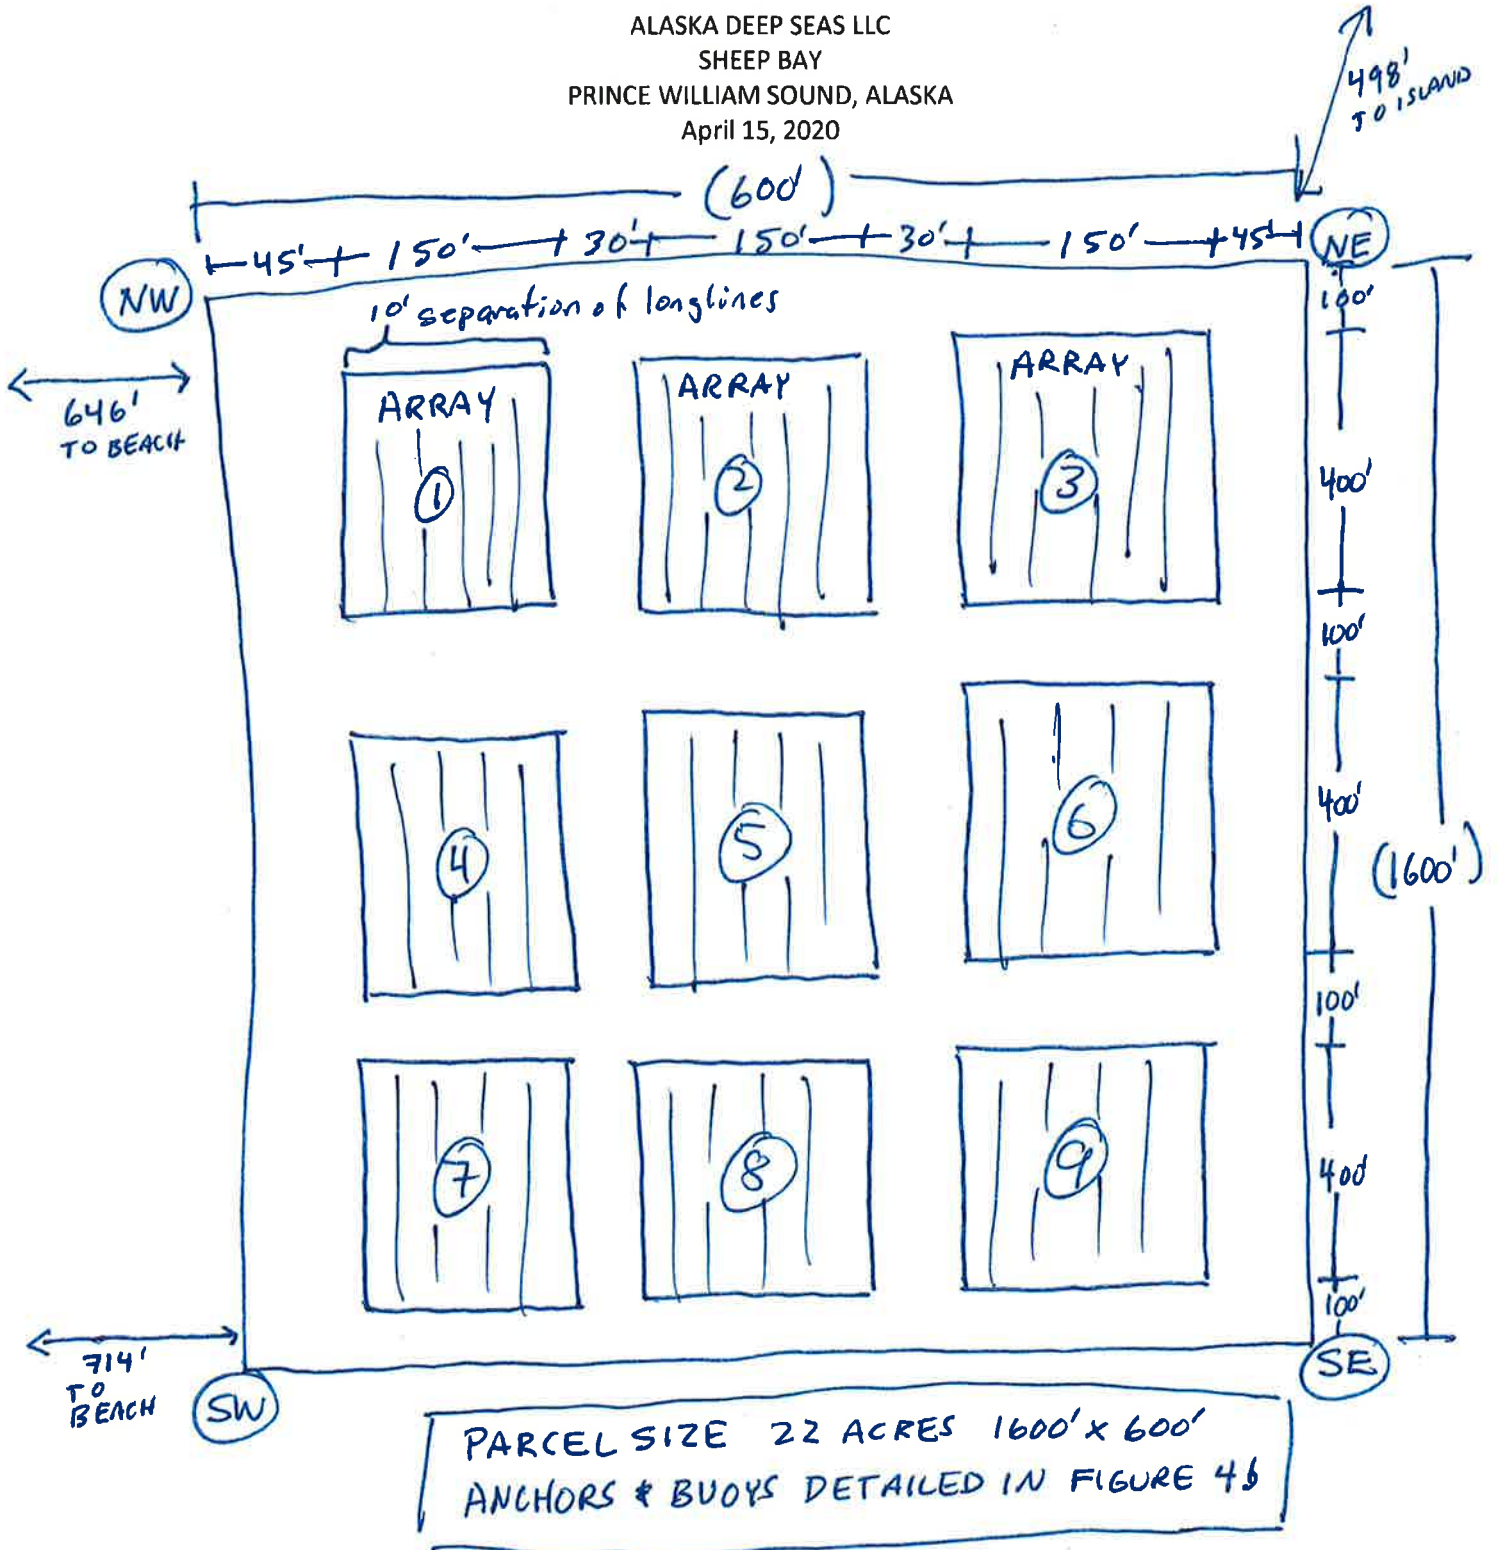 ALASKA DEEP SEAS LLC
SHEEP BAY
PRINCE WILLIAM SOUND, ALASKA
April 15, 2020
498'
TO ISLAND
(600')
45' 150' 30' 150' 30' 150' 45'
NW
NE
10' separation of longlines
100'
646'
TO BEACH
ARRAY
1
ARRAY
2
ARRAY
3
400'
100'
4
5
6
400'
(1600')
100'
7
8
9
400'
100'
714'
TO
BEACH
SW
SE
PARCEL SIZE 22 ACRES 1600' x 600'
ANCHORS & BUOYS DETAILED IN FIGURE 4b